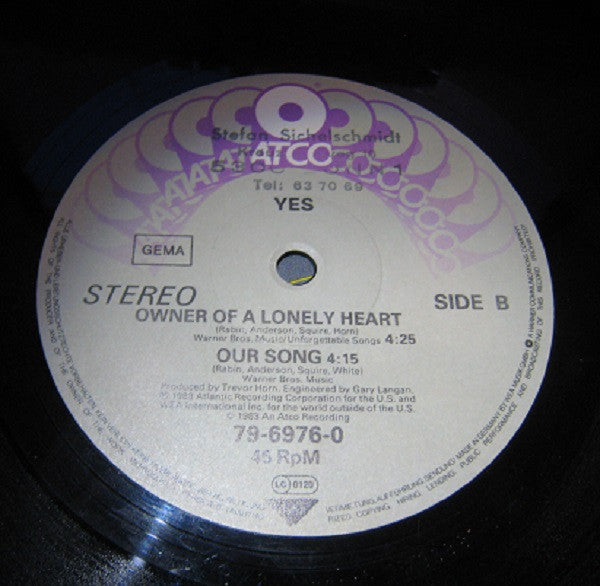 ATCO
Stefan Sichelschmidt
Tel: 63 70 69
YES
GEMA
STEREO
SIDE B
OWNER OF A LONELY HEART
(Rabin, Anderson, Squire, Horn)
Warner Bros. Music/Unforgettable Songs 4:25
OUR SONG 4:15
(Rabin, Anderson, Squire, White)
Warner Bros. Music
Produced by Trevor Horn. Engineered by Gary Langan.
℗ 1983 Atlantic Recording Corporation for the U.S. and
WEA International Inc. for the world outside of the U.S.
© 1983 An Atco Recording
79-6976-0
45 RpM
LC 0129